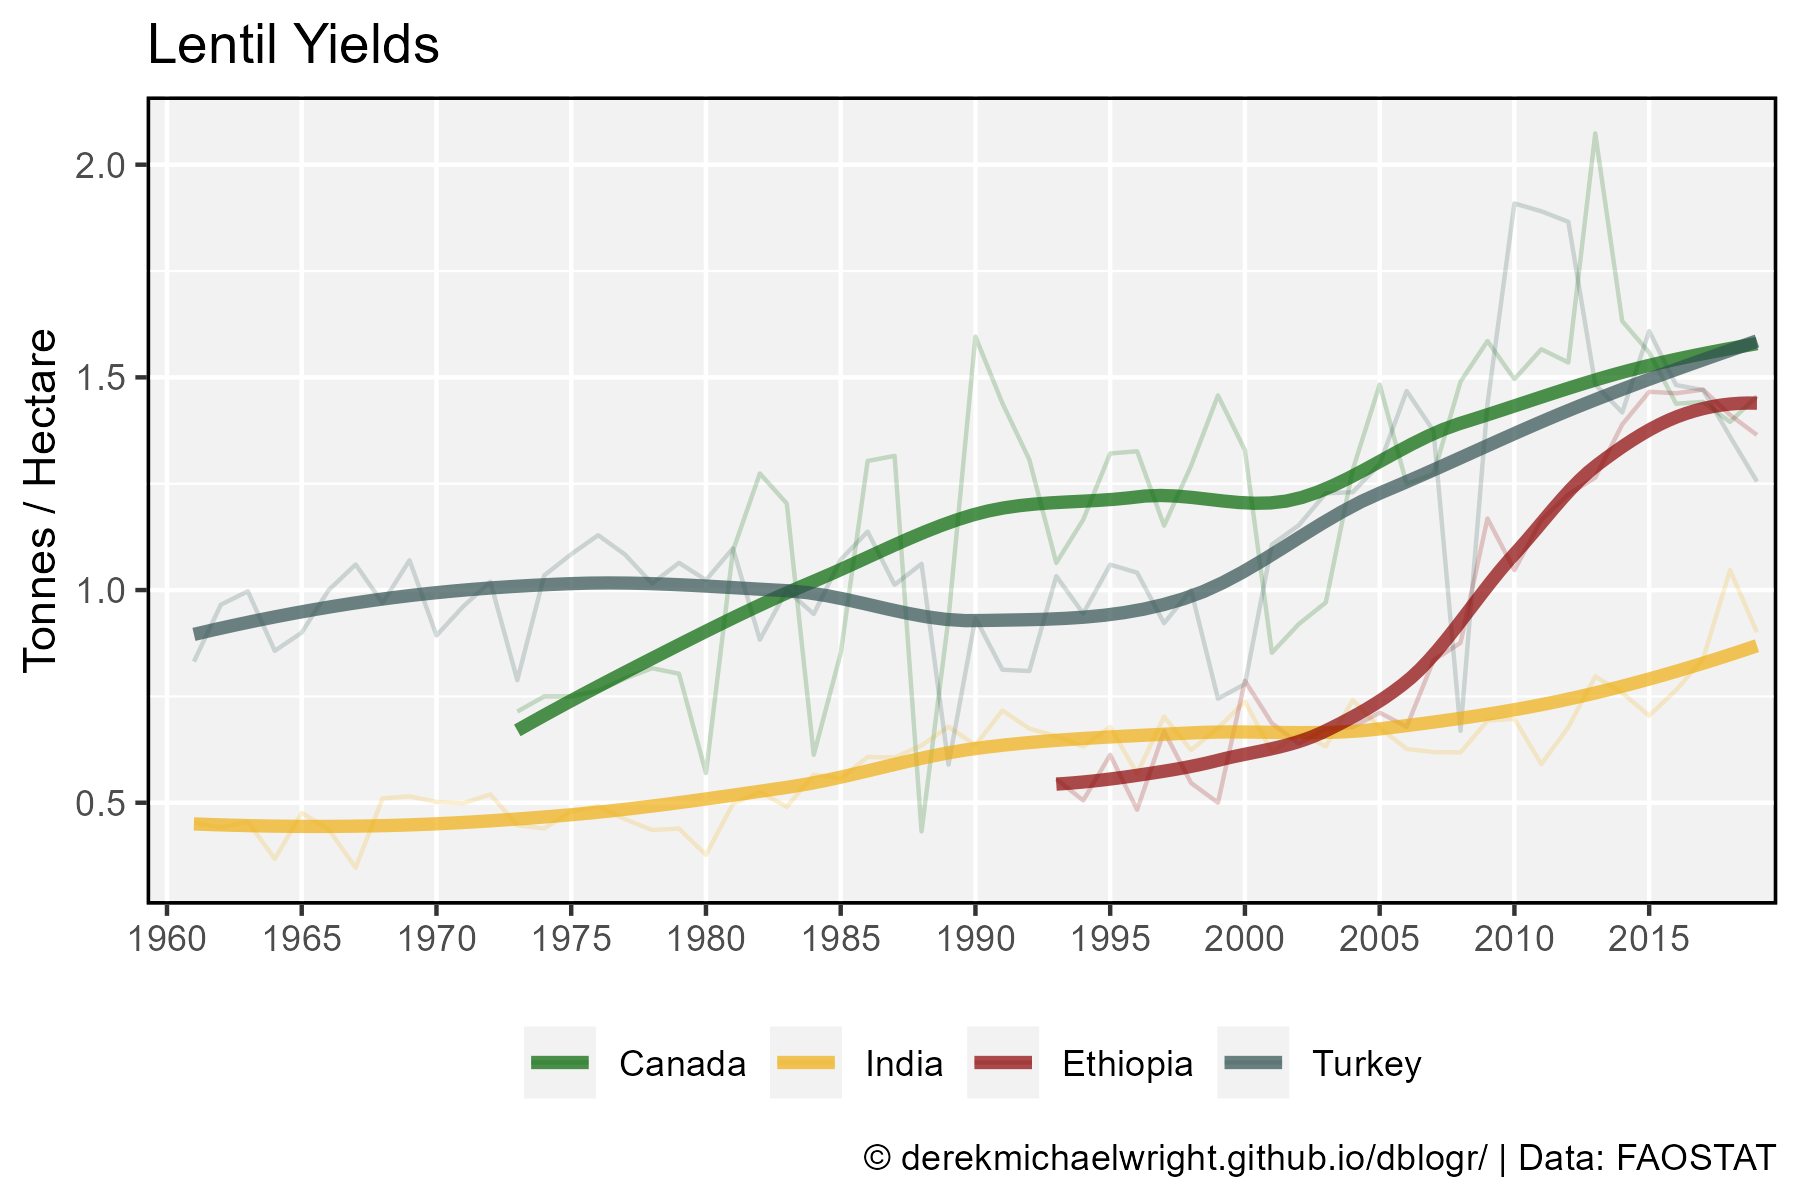 Lentil Yields
Tonnes / Hectare
2.0
1.5
1.0
0.5
1960 1965 1970 1975 1980 1985 1990 1995 2000 2005 2010 2015
Canada India Ethiopia Turkey
© derekmichaelwright.github.io/dblogr/ | Data: FAOSTAT